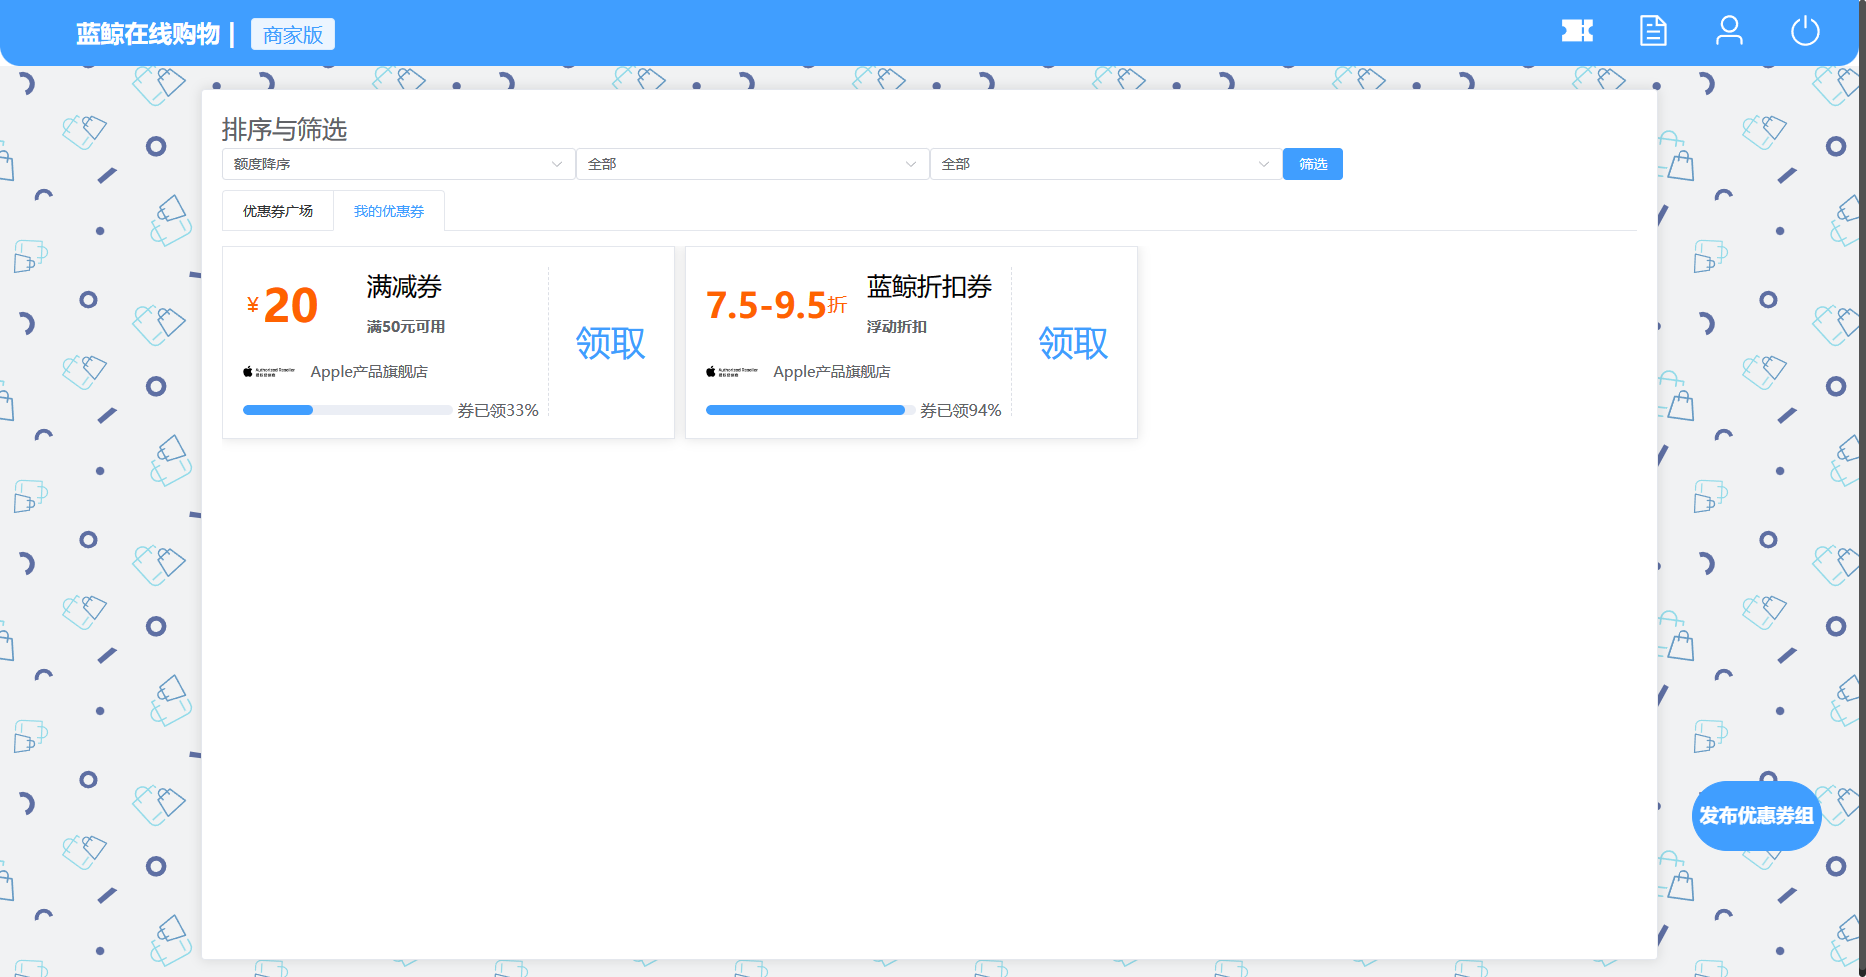 蓝鲸在线购物 | 商家版
排序与筛选
额度降序 全部 全部 筛选
优惠券广场 我的优惠券
¥20 满减券
满50元可用
领取
Apple产品旗舰店
券已领33%
7.5-9.5折 蓝鲸折扣券
浮动折扣
领取
Apple产品旗舰店
券已领94%
发布优惠券组